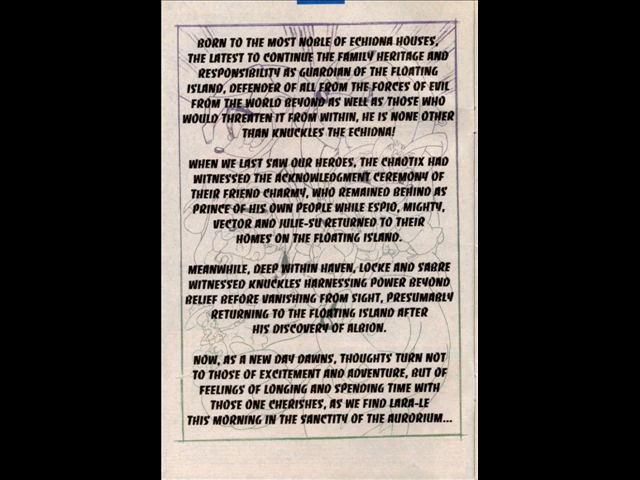 BORN TO THE MOST NOBLE OF ECHIDNA HOUSES,
THE LATEST TO CONTINUE THE FAMILY HERITAGE AND
RESPONSIBILITY AS GUARDIAN OF THE FLOATING
ISLAND, DEFENDER OF ALL FROM THE FORCES OF EVIL
FROM THE WORLD BEYOND AS WELL AS THOSE WHO
WOULD THREATEN IT FROM WITHIN, HE IS NONE OTHER
THAN KNUCKLES THE ECHIDNA!
WHEN WE LAST SAW OUR HEROES, THE CHAOTIX HAD
WITNESSED THE ACKNOWLEDGMENT CEREMONY OF
THEIR FRIEND CHARMY, WHO REMAINED BEHIND AS
PRINCE OF HIS OWN PEOPLE WHILE ESPIO, MIGHTY,
VECTOR AND JULIE-SU RETURNED TO THEIR
HOMES ON THE FLOATING ISLAND.
MEANWHILE, DEEP WITHIN HAVEN, LOCKE AND SABRE
WITNESSED KNUCKLES HARNESSING POWER BEYOND
BELIEF BEFORE VANISHING FROM SIGHT, PRESUMABLY
RETURNING TO THE FLOATING ISLAND AFTER
HIS DISCOVERY OF ALBION.
NOW, AS A NEW DAY DAWNS, THOUGHTS TURN NOT
TO THOSE OF EXCITEMENT AND ADVENTURE, BUT OF
FEELINGS OF LONGING AND SPENDING TIME WITH
THOSE ONE CHERISHES, AS WE FIND LARA-LE
THIS MORNING IN THE SANCTITY OF THE AURORIUM...